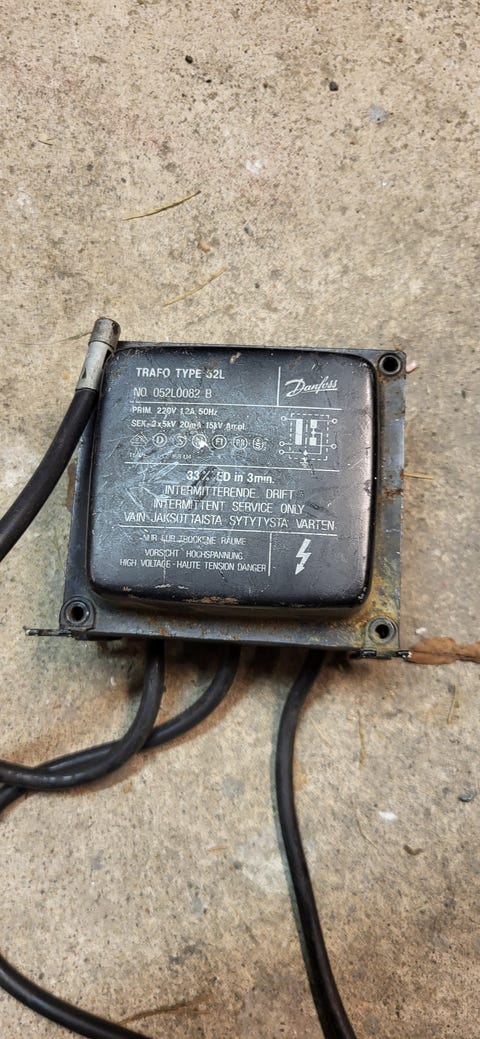 TRAFO TYPE 52L
Danfoss
NO. 052L0082 B
PRIM. 220V 1.2A 50Hz
SEK. 2x5kV 20mA 15kV Ampl.
D S N FI
33% ED in 3min.
INTERMITTERENDE DRIFT
INTERMITTENT SERVICE ONLY
VAIN JAKSOTTAISTA SYTYTYSTÄ VARTEN
NUR FÜR TROCKENE RÄUME
VORSICHT HOCHSPANNUNG
HIGH VOLTAGE - HAUTE TENSION DANGER